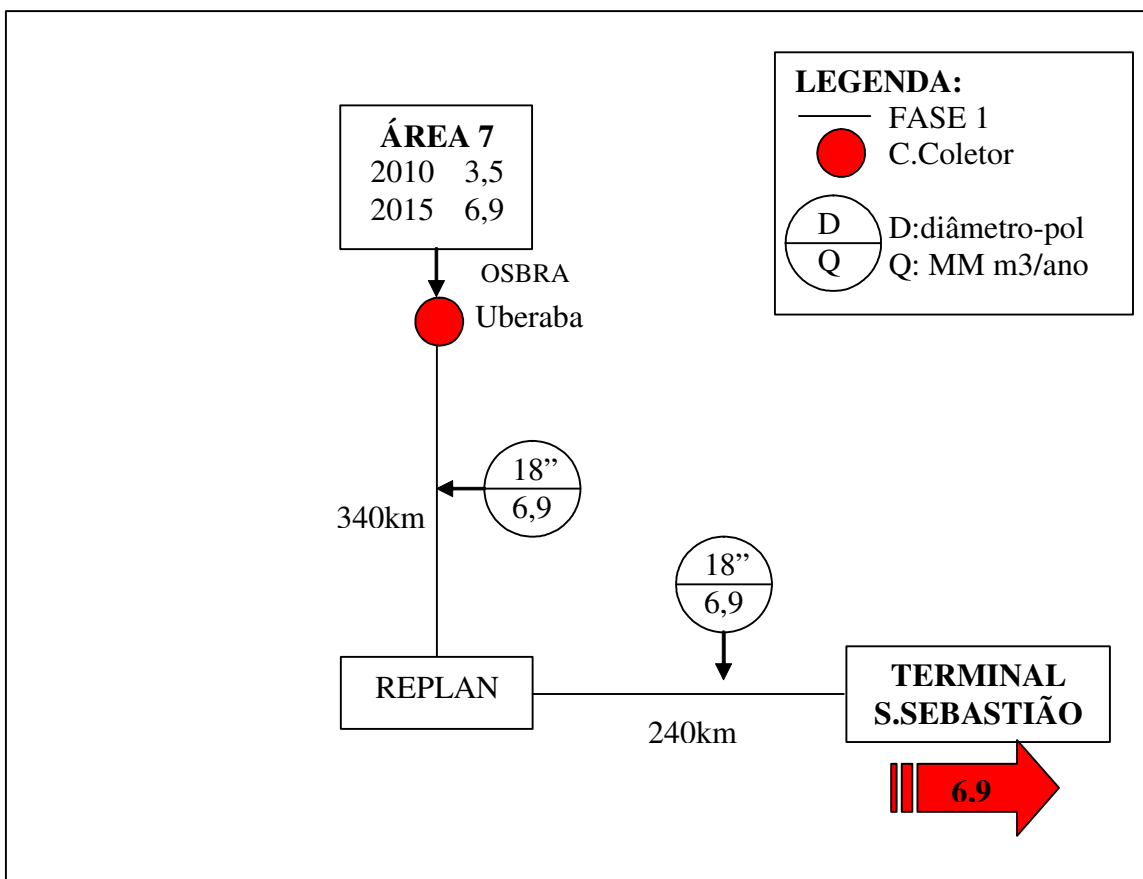 LEGENDA:
FASE 1
C.Coletor
D
Q
D:diâmetro-pol
Q: MM m3/ano
ÁREA 7
2010 3,5
2015 6,9
OSBRA
Uberaba
18”
6,9
340km
18”
6,9
REPLAN
240km
TERMINAL
S.SEBASTIÃO
6,9